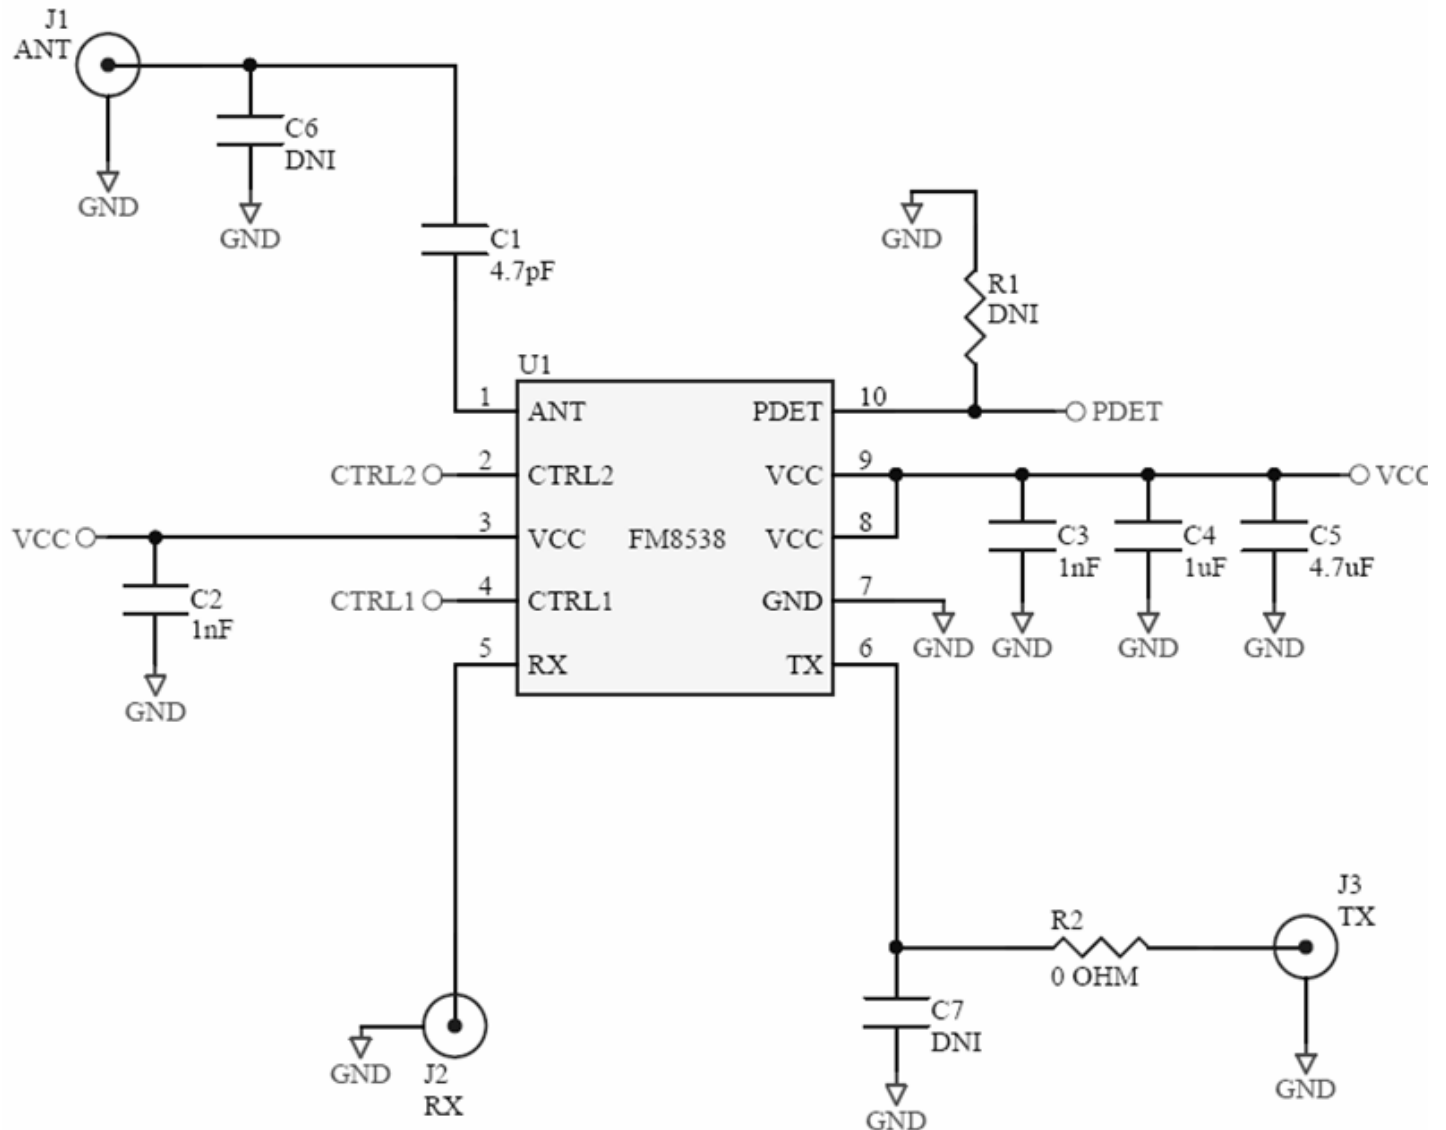 J1
ANT
GND
C6
DNI
GND
C1
4.7pF
GND
R1
DNI
U1
1
ANT
PDET
10
PDET
CTRL2
2
CTRL2
VCC
9
VCC
VCC
3
VCC
FM8538
VCC
8
C3
1nF
C4
1uF
C5
4.7uF
C2
1nF
CTRL1
4
CTRL1
GND
7
GND
GND
GND
GND
5
RX
TX
6
GND
J3
TX
R2
0 OHM
C7
DNI
GND
J2
RX
GND
GND